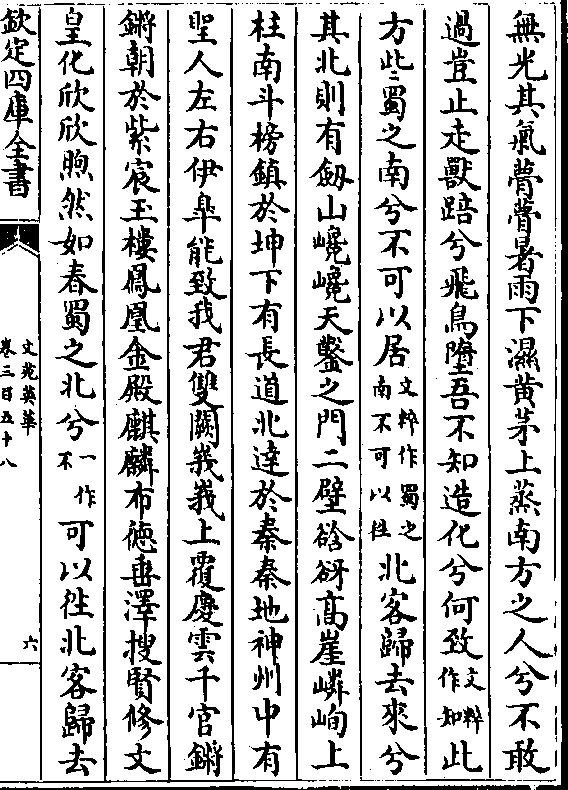 無光其氣瞢瞢暑雨下濕黄茅上蒸南方之人兮不敢
過豈止走獸踣兮飛鳥墮吾不知造化兮何致文粹作知此
方此蜀之南兮不可以居文粹作蜀之南不可以往北客歸去來兮
其北則有劔山巉巉天鑿之門二壁谽谺高崖嶙峋上
柱南斗榜鎮於坤下有長道北達於秦秦地神州中有
聖人左右伊臯能致我君雙闕峩峩上覆慶雲千官鏘
鏘朝於紫宸玉樓鳳凰金殿麒麟布徳垂澤搜賢修文
皇化欣欣煦然如春蜀之北兮一作不可以往北客歸去
欽定四庫全書
文苑英華
卷三百五十八
六